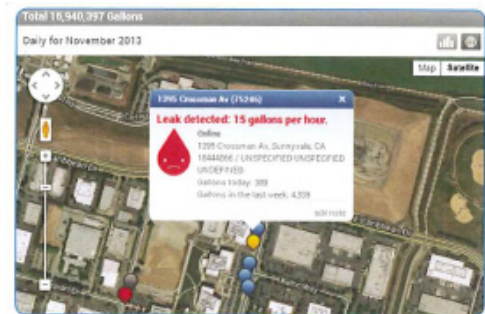 Total 16,940,397 Gallons
Daily for November 2013
Map Satellite
1395 Crossman Av (75246)
Leak detected: 15 gallons per hour.
Online
1395 Crossman Av, Sunnyvale, CA
/ UNSPECIFIED UNSPECIFIED
UNDEFINED
Gallons today: 389
Gallons in the last week: 4,339
add note